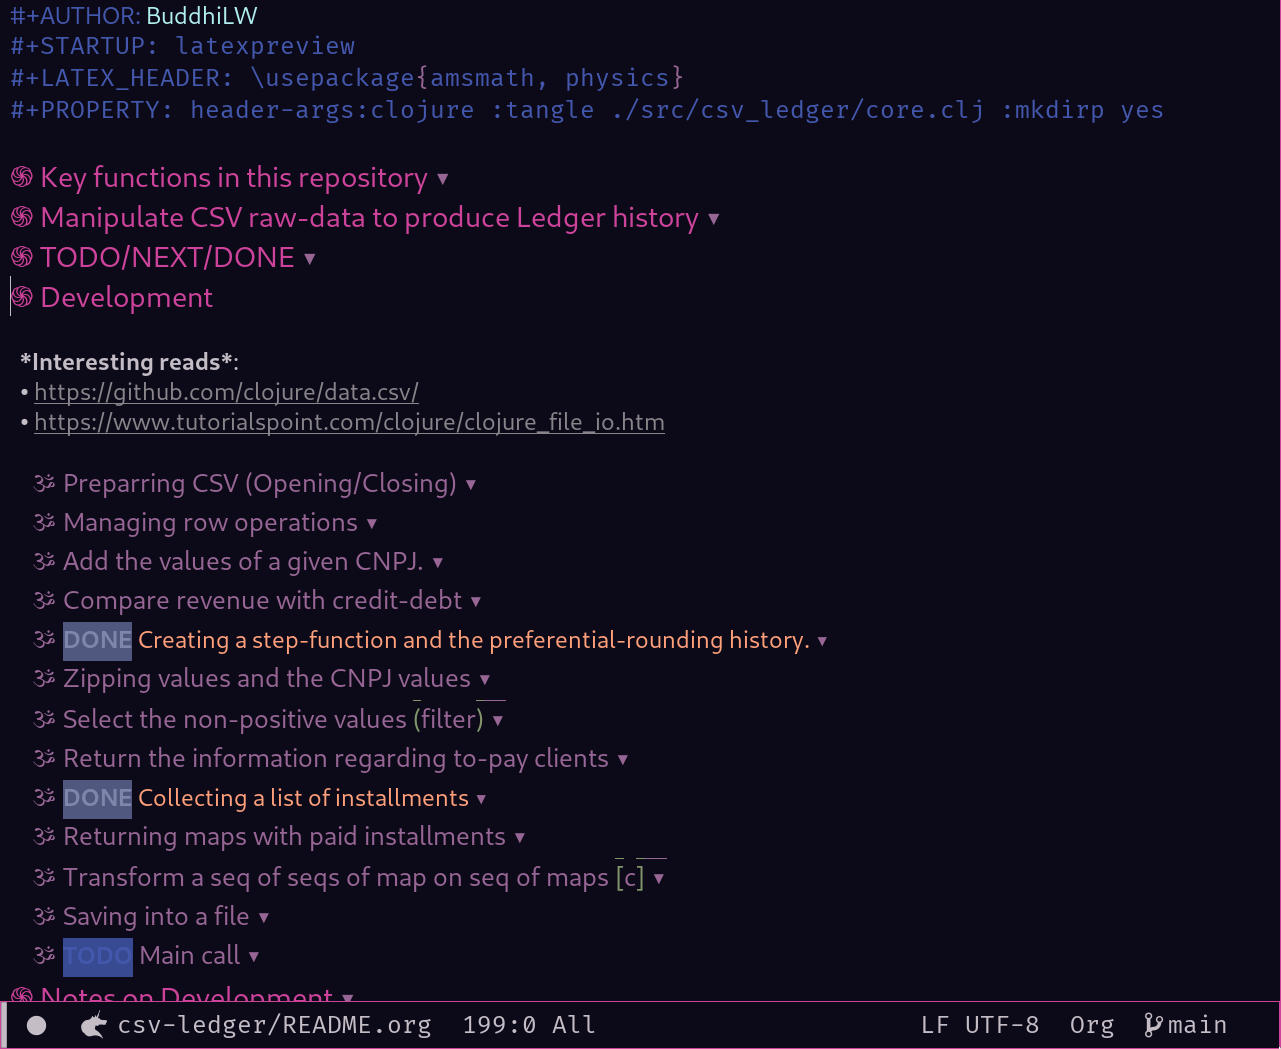 #+AUTHOR: BuddhiLW
#+STARTUP: latexpreview
#+LATEX_HEADER: \usepackage{amsmath, physics}
#+PROPERTY: header-args:clojure :tangle ./src/csv_ledger/core.clj :mkdirp yes
֍ Key functions in this repository ▾
֍ Manipulate CSV raw-data to produce Ledger history ▾
֍ TODO/NEXT/DONE ▾
֍ Development
*Interesting reads*:
• https://github.com/clojure/data.csv/
• https://www.tutorialspoint.com/clojure/clojure_file_io.htm
ૐ Preparring CSV (Opening/Closing) ▾
ૐ Managing row operations ▾
ૐ Add the values of a given CNPJ. ▾
ૐ Compare revenue with credit-debt ▾
ૐ DONE Creating a step-function and the preferential-rounding history. ▾
ૐ Zipping values and the CNPJ values ▾
ૐ Select the non-positive values (filter) ▾
ૐ Return the information regarding to-pay clients ▾
ૐ DONE Collecting a list of installments ▾
ૐ Returning maps with paid installments ▾
ૐ Transform a seq of seqs of map on seq of maps [c] ▾
ૐ Saving into a file ▾
ૐ TODO Main call ▾
֍ Notes on Development ▾
csv-ledger/README.org 199:0 All LF UTF-8 Org main